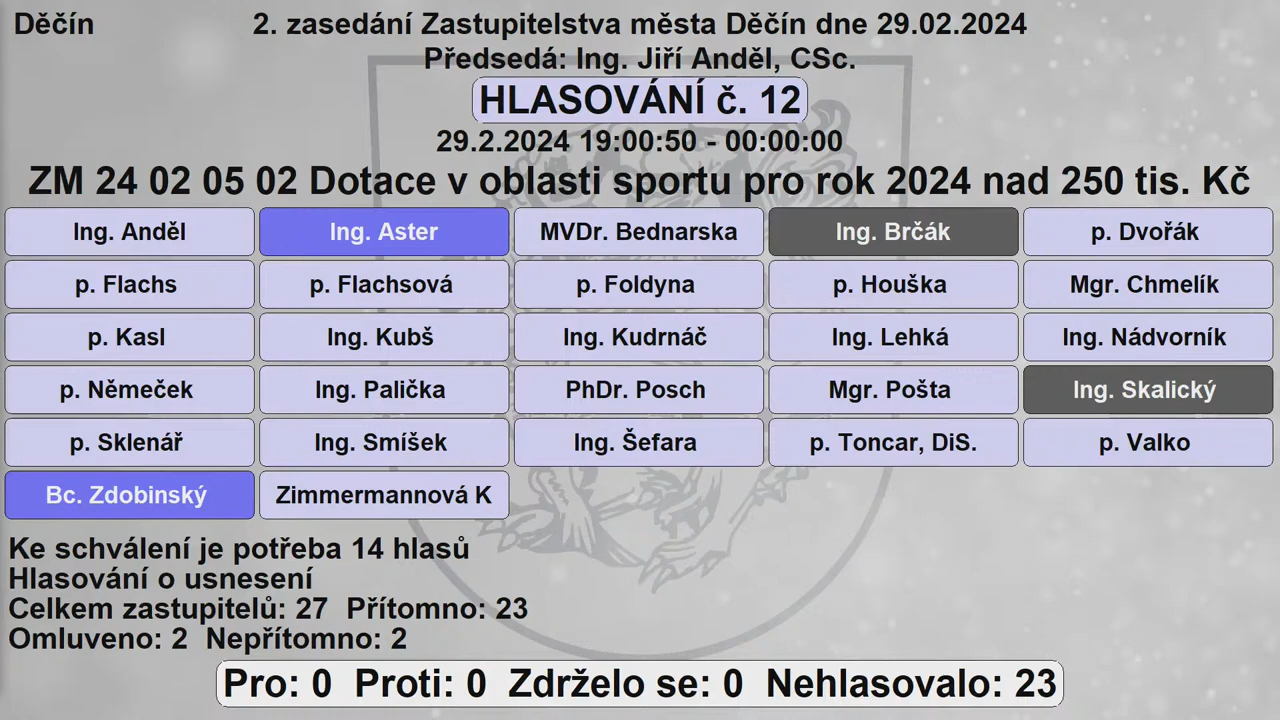 Děčín 2. zasedání Zastupitelstva města Děčín dne 29.02.2024
Předsedá: Ing. Jiří Anděl, CSc.
HLASOVÁNÍ č. 12
29.2.2024 19:00:50 - 00:00:00
ZM 24 02 05 02 Dotace v oblasti sportu pro rok 2024 nad 250 tis. Kč
Ing. Anděl Ing. Aster MVDr. Bednarska Ing. Brčák p. Dvořák
p. Flachs p. Flachsová p. Foldyna p. Houška Mgr. Chmelík
p. Kasl Ing. Kubš Ing. Kudrnáč Ing. Lehká Ing. Nádvorník
p. Němeček Ing. Palička PhDr. Posch Mgr. Pošta Ing. Skalický
p. Sklenář Ing. Smíšek Ing. Šefara p. Toncar, DiS. p. Valko
Bc. Zdobinský Zimmermannová K
Ke schválení je potřeba 14 hlasů
Hlasování o usnesení
Celkem zastupitelů: 27 Přítomno: 23
Omluveno: 2 Nepřítomno: 2
Pro: 0 Proti: 0 Zdrželo se: 0 Nehlasovalo: 23